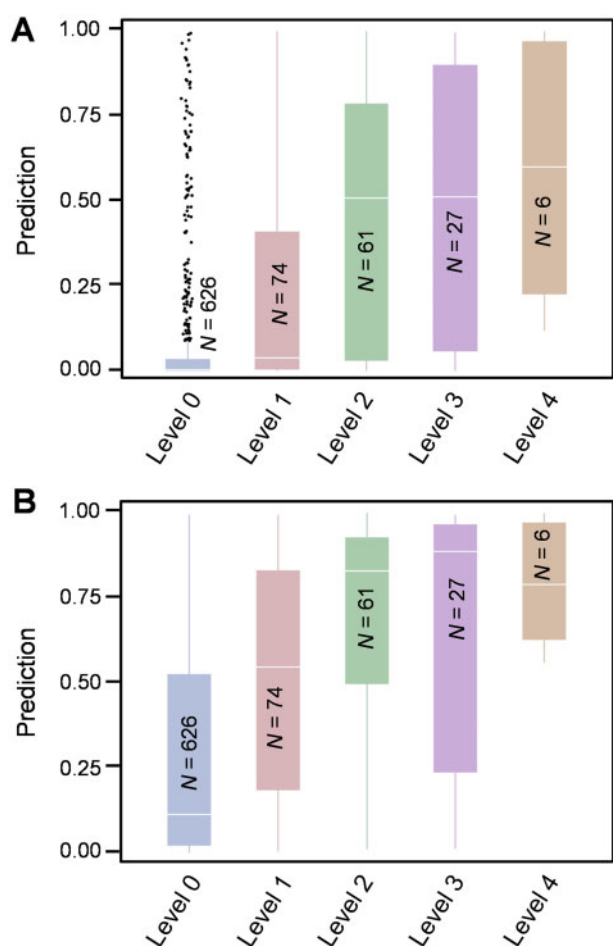 A
Prediction
1.00
0.75
0.50
0.25
0.00
N = 626
N = 74
N = 61
N = 27
N = 6
Level 0
Level 1
Level 2
Level 3
Level 4
B
Prediction
1.00
0.75
0.50
0.25
0.00
N = 626
N = 74
N = 61
N = 27
N = 6
Level 0
Level 1
Level 2
Level 3
Level 4